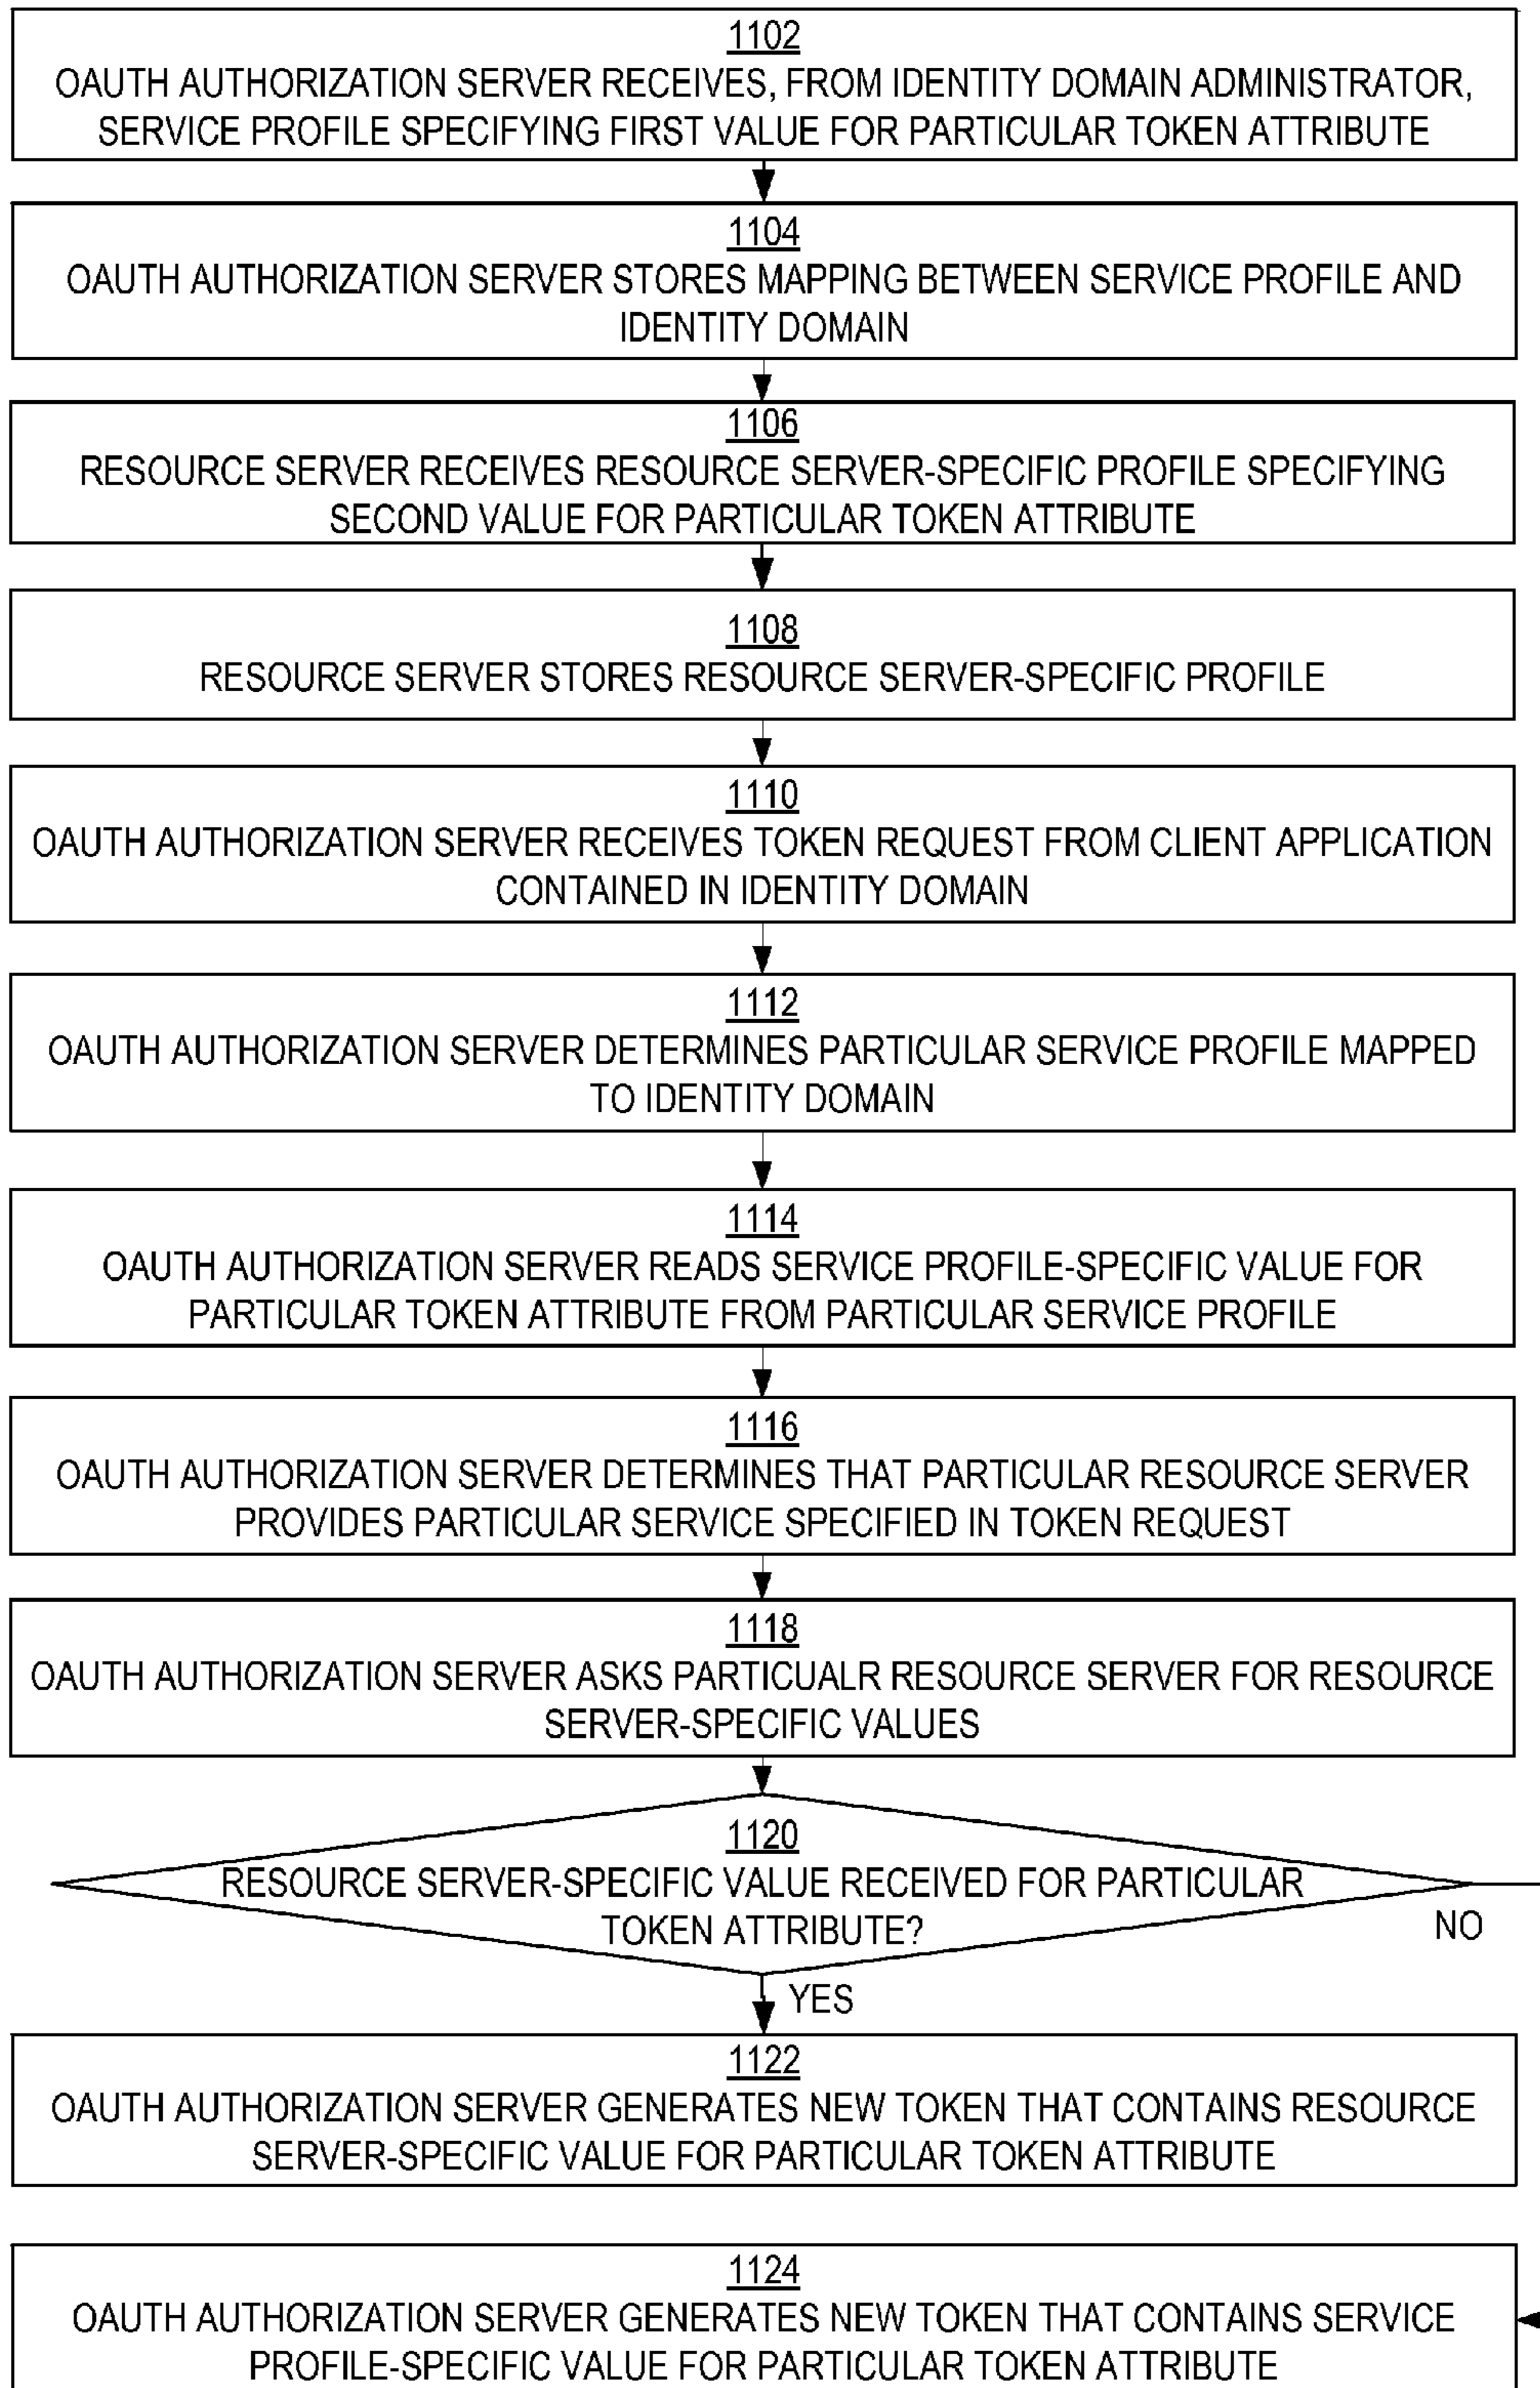 1102
OAUTH AUTHORIZATION SERVER RECEIVES, FROM IDENTITY DOMAIN ADMINISTRATOR,
SERVICE PROFILE SPECIFYING FIRST VALUE FOR PARTICULAR TOKEN ATTRIBUTE
1104
OAUTH AUTHORIZATION SERVER STORES MAPPING BETWEEN SERVICE PROFILE AND
IDENTITY DOMAIN
1106
RESOURCE SERVER RECEIVES RESOURCE SERVER-SPECIFIC PROFILE SPECIFYING
SECOND VALUE FOR PARTICULAR TOKEN ATTRIBUTE
1108
RESOURCE SERVER STORES RESOURCE SERVER-SPECIFIC PROFILE
1110
OAUTH AUTHORIZATION SERVER RECEIVES TOKEN REQUEST FROM CLIENT APPLICATION
CONTAINED IN IDENTITY DOMAIN
1112
OAUTH AUTHORIZATION SERVER DETERMINES PARTICULAR SERVICE PROFILE MAPPED
TO IDENTITY DOMAIN
1114
OAUTH AUTHORIZATION SERVER READS SERVICE PROFILE-SPECIFIC VALUE FOR
PARTICULAR TOKEN ATTRIBUTE FROM PARTICULAR SERVICE PROFILE
1116
OAUTH AUTHORIZATION SERVER DETERMINES THAT PARTICULAR RESOURCE SERVER
PROVIDES PARTICULAR SERVICE SPECIFIED IN TOKEN REQUEST
1118
OAUTH AUTHORIZATION SERVER ASKS PARTICUALR RESOURCE SERVER FOR RESOURCE
SERVER-SPECIFIC VALUES
1120
RESOURCE SERVER-SPECIFIC VALUE RECEIVED FOR PARTICULAR
TOKEN ATTRIBUTE?
NO
YES
1122
OAUTH AUTHORIZATION SERVER GENERATES NEW TOKEN THAT CONTAINS RESOURCE
SERVER-SPECIFIC VALUE FOR PARTICULAR TOKEN ATTRIBUTE
1124
OAUTH AUTHORIZATION SERVER GENERATES NEW TOKEN THAT CONTAINS SERVICE
PROFILE-SPECIFIC VALUE FOR PARTICULAR TOKEN ATTRIBUTE